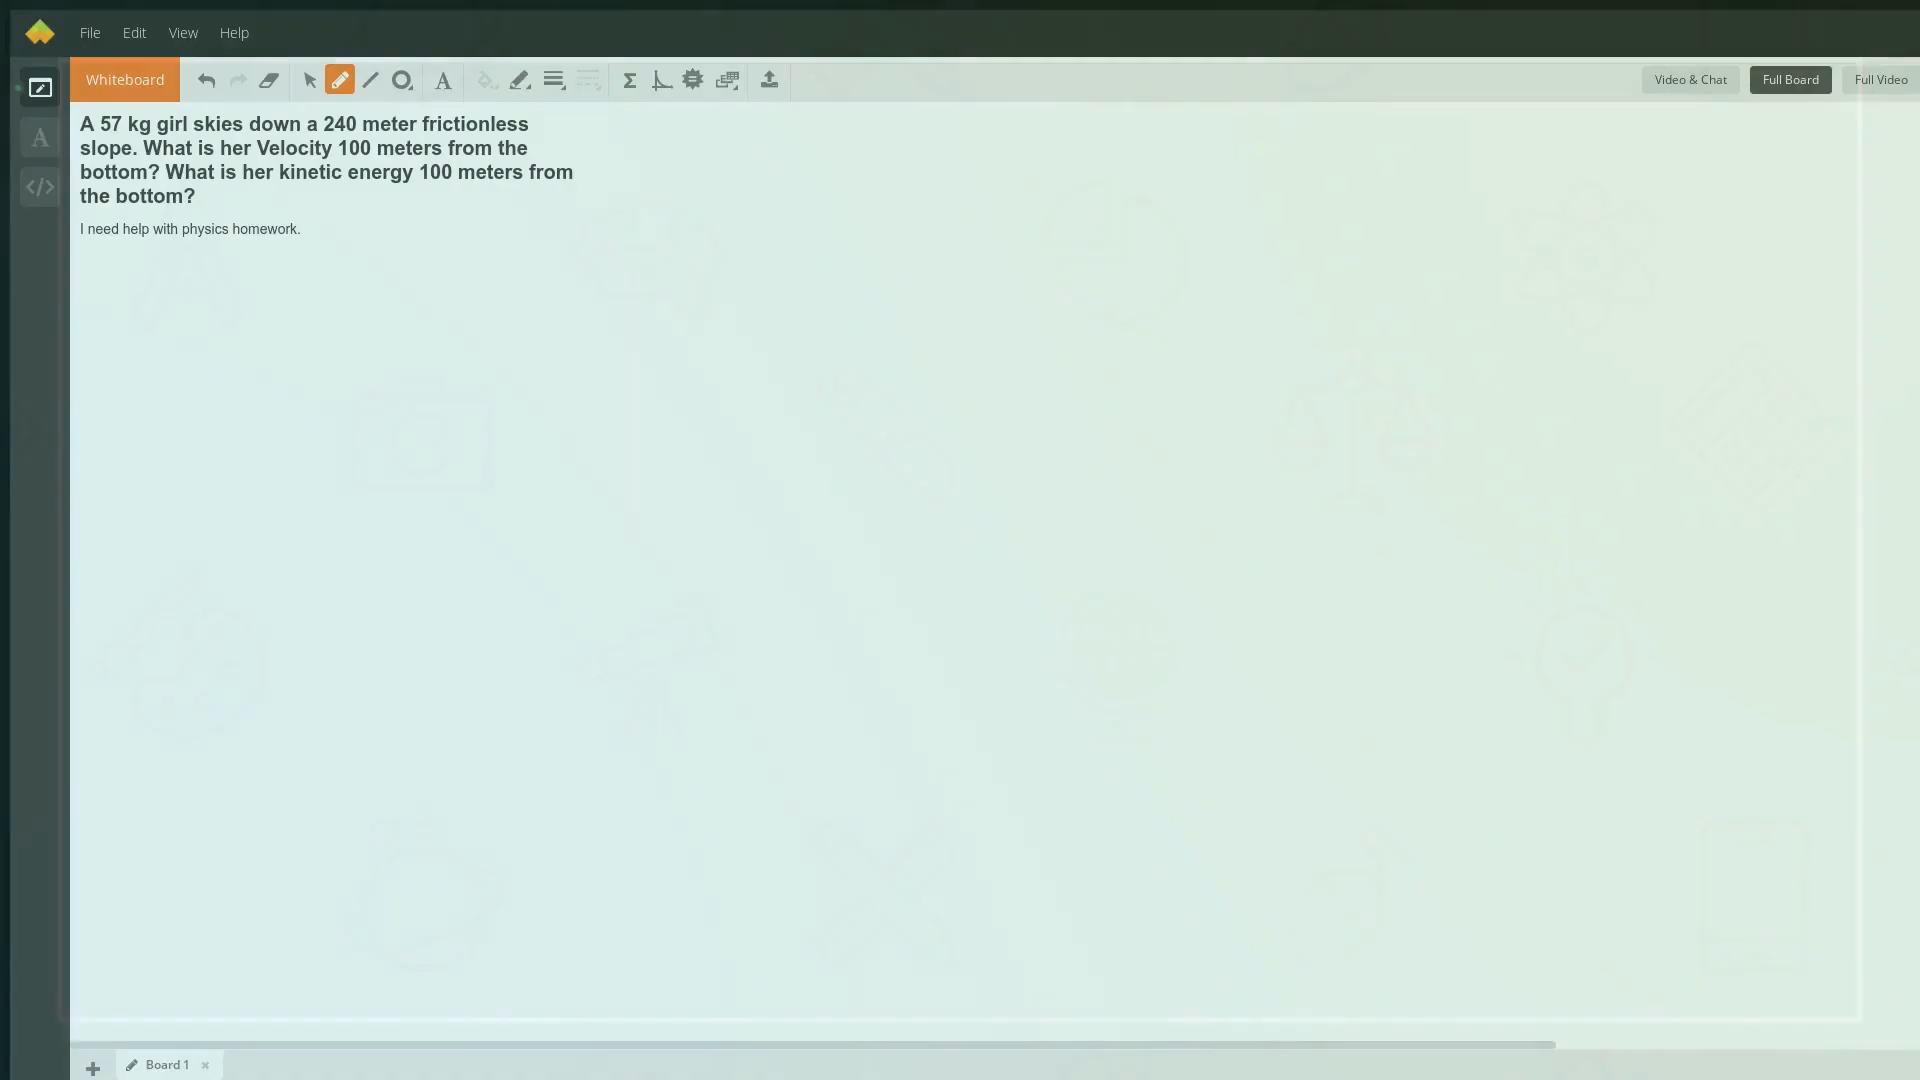 File Edit View Help
Whiteboard A Σ Video & Chat Full Board Full Video
A
</>
A 57 kg girl skies down a 240 meter frictionless
slope. What is her Velocity 100 meters from the
bottom? What is her kinetic energy 100 meters from
the bottom?
I need help with physics homework.
Board 1